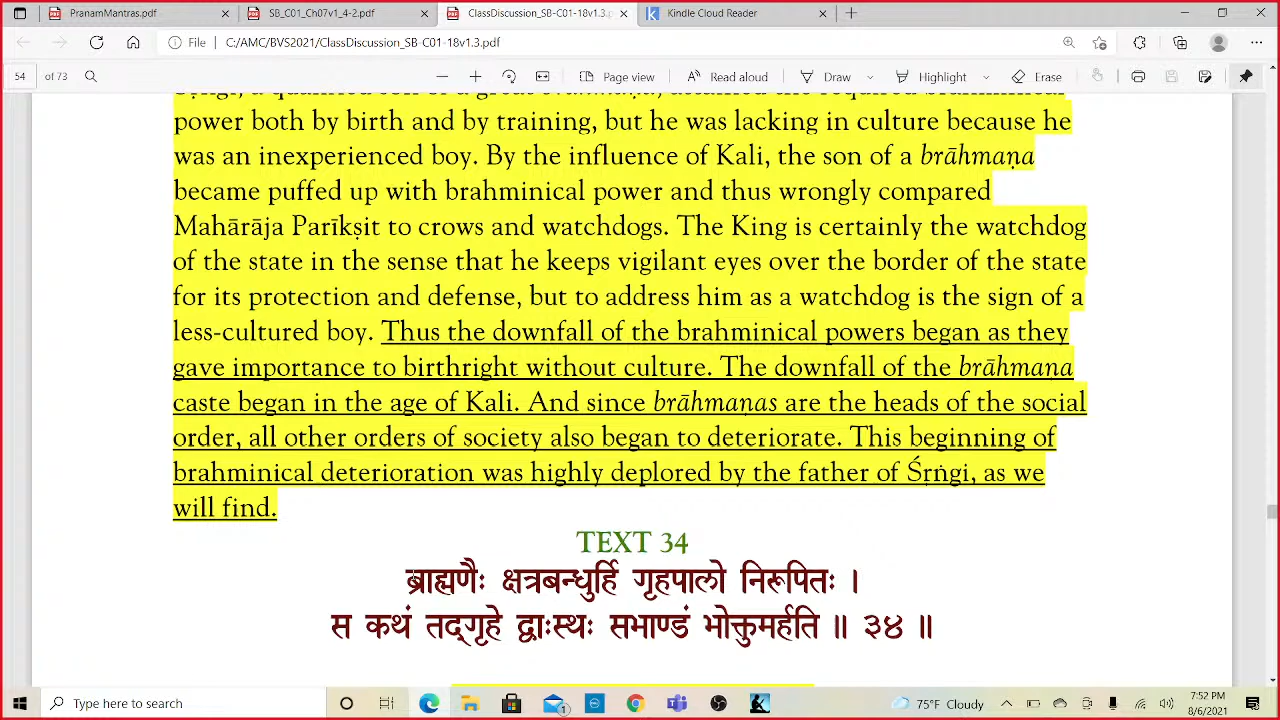 PranamMantras.pdf
SB_C01_Ch07v1_4-2.pdf
ClassDiscussion_SB-C01-18v1.3.p
Kindle Cloud Reader
File C:/AMC/BVS2021/ClassDiscussion_SB-C01-18v1.3.pdf
54 of 73 Page view Read aloud Draw Highlight Erase
power both by birth and by training, but he was lacking in culture because he
was an inexperienced boy. By the influence of Kali, the son of a brāhmaṇa
became puffed up with brahminical power and thus wrongly compared
Mahārāja Parīkṣit to crows and watchdogs. The King is certainly the watchdog
of the state in the sense that he keeps vigilant eyes over the border of the state
for its protection and defense, but to address him as a watchdog is the sign of a
less-cultured boy. Thus the downfall of the brahminical powers began as they
gave importance to birthright without culture. The downfall of the brāhmaṇa
caste began in the age of Kali. And since brāhmaṇas are the heads of the social
order, all other orders of society also began to deteriorate. This beginning of
brahminical deterioration was highly deplored by the father of Śṛṅgi, as we
will find.
TEXT 34
ब्राह्मणैः क्षत्रबन्धुर्हि गृहपालो निरूपितः ।
स कथं तद्गृहे द्वाःस्थः सभाण्डं भोक्तुमर्हति ॥ ३४ ॥
Type here to search
75°F Cloudy
7:52 PM
8/6/2021